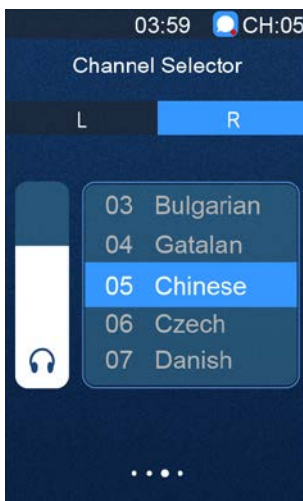 03:59 CH:05
Channel Selector
L R
03 Bulgarian
04 Gatalan
05 Chinese
06 Czech
07 Danish